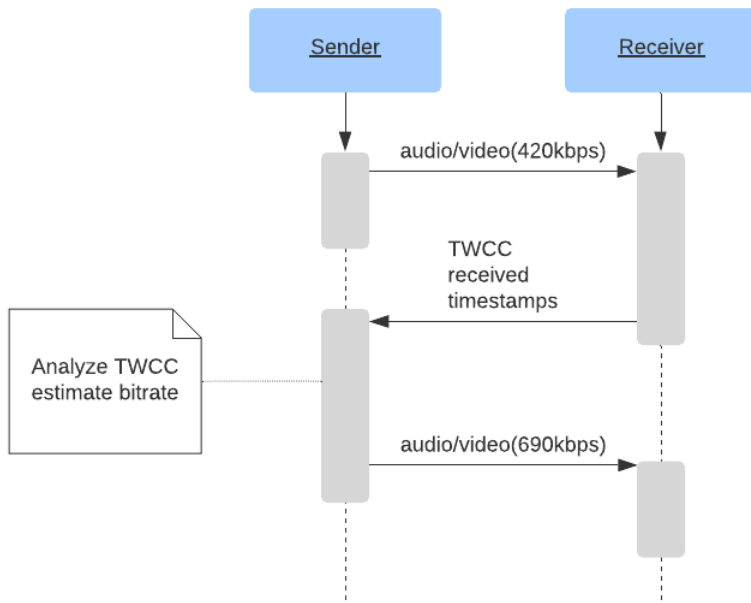 Sender
Receiver
audio/video(420kbps)
TWCC
received
timestamps
Analyze TWCC
estimate bitrate
audio/video(690kbps)